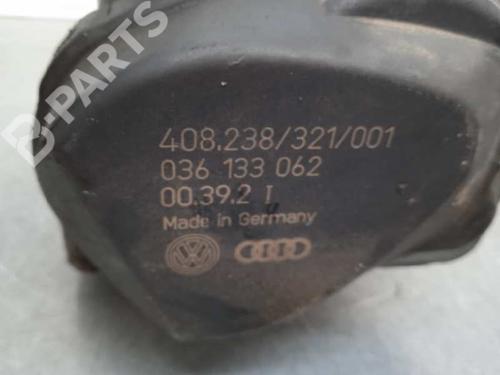 B-PARTS
408.238/321/001
036 133 062
00.39.2 I
Made in Germany